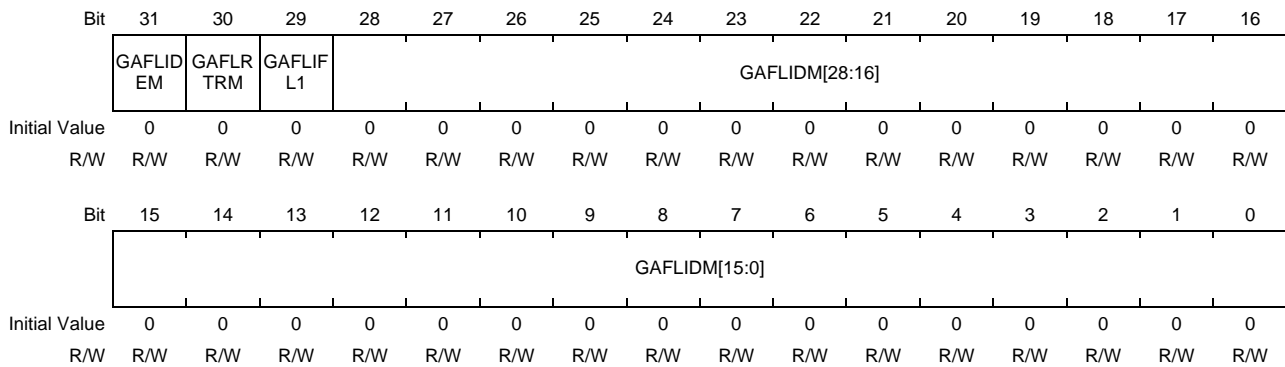 Bit 31 30 29 28 27 26 25 24 23 22 21 20 19 18 17 16
GAFLID GAFLR GAFLIF
EM TRM L1
GAFLIDM[28:16]
Initial Value 0 0 0 0 0 0 0 0 0 0 0 0 0 0 0 0
R/W R/W R/W R/W R/W R/W R/W R/W R/W R/W R/W R/W R/W R/W R/W R/W R/W
Bit 15 14 13 12 11 10 9 8 7 6 5 4 3 2 1 0
GAFLIDM[15:0]
Initial Value 0 0 0 0 0 0 0 0 0 0 0 0 0 0 0 0
R/W R/W R/W R/W R/W R/W R/W R/W R/W R/W R/W R/W R/W R/W R/W R/W R/W